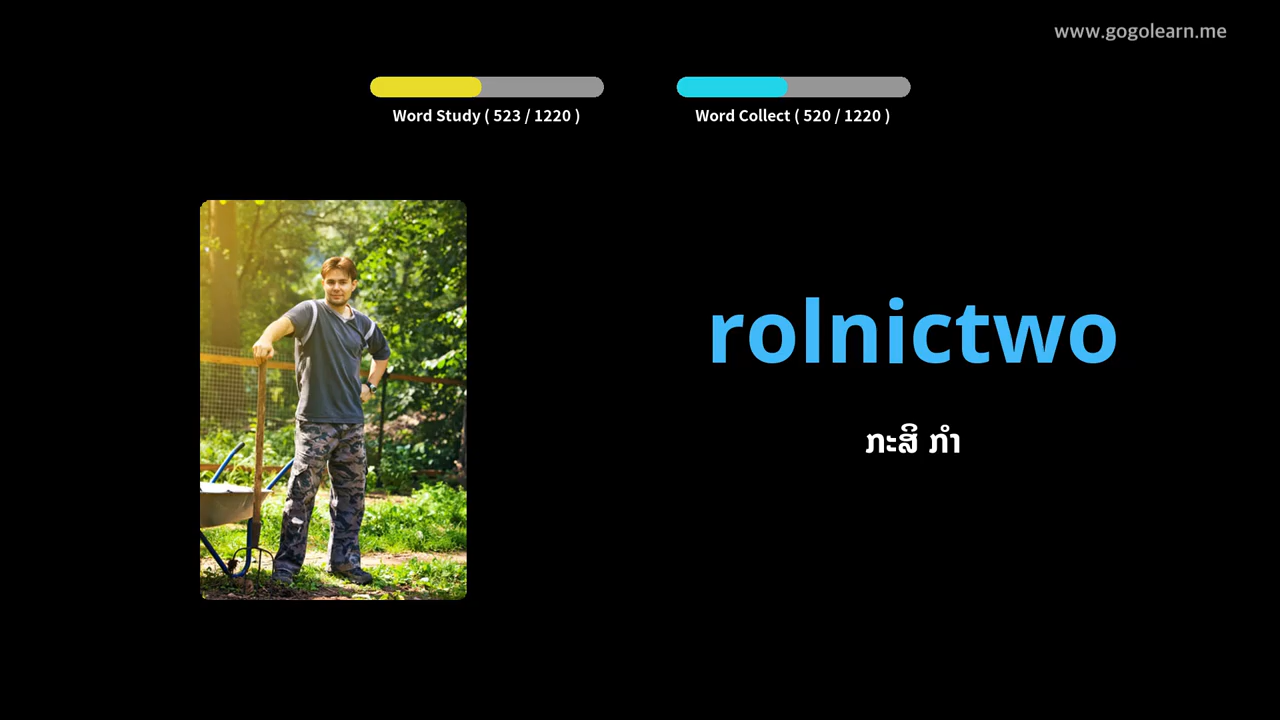 www.gogolearn.me
Word Study ( 523 / 1220 )
Word Collect ( 520 / 1220 )
rolnictwo
ກະສິ ກຳ